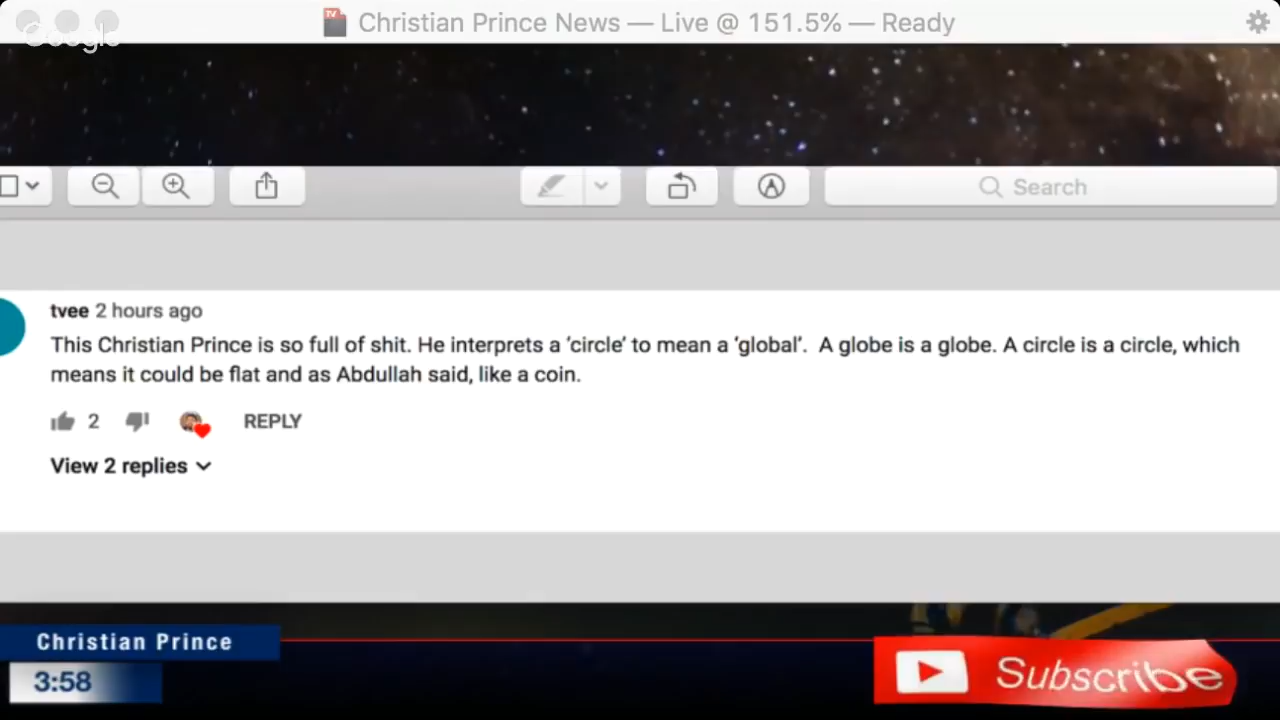 TV Christian Prince News — Live @ 151.5% — Ready
Google
Search
tvee 2 hours ago
This Christian Prince is so full of shit. He interprets a ‘circle’ to mean a ‘global’. A globe is a globe. A circle is a circle, which
means it could be flat and as Abdullah said, like a coin.
2 REPLY
View 2 replies
Christian Prince
3:58
Subscribe